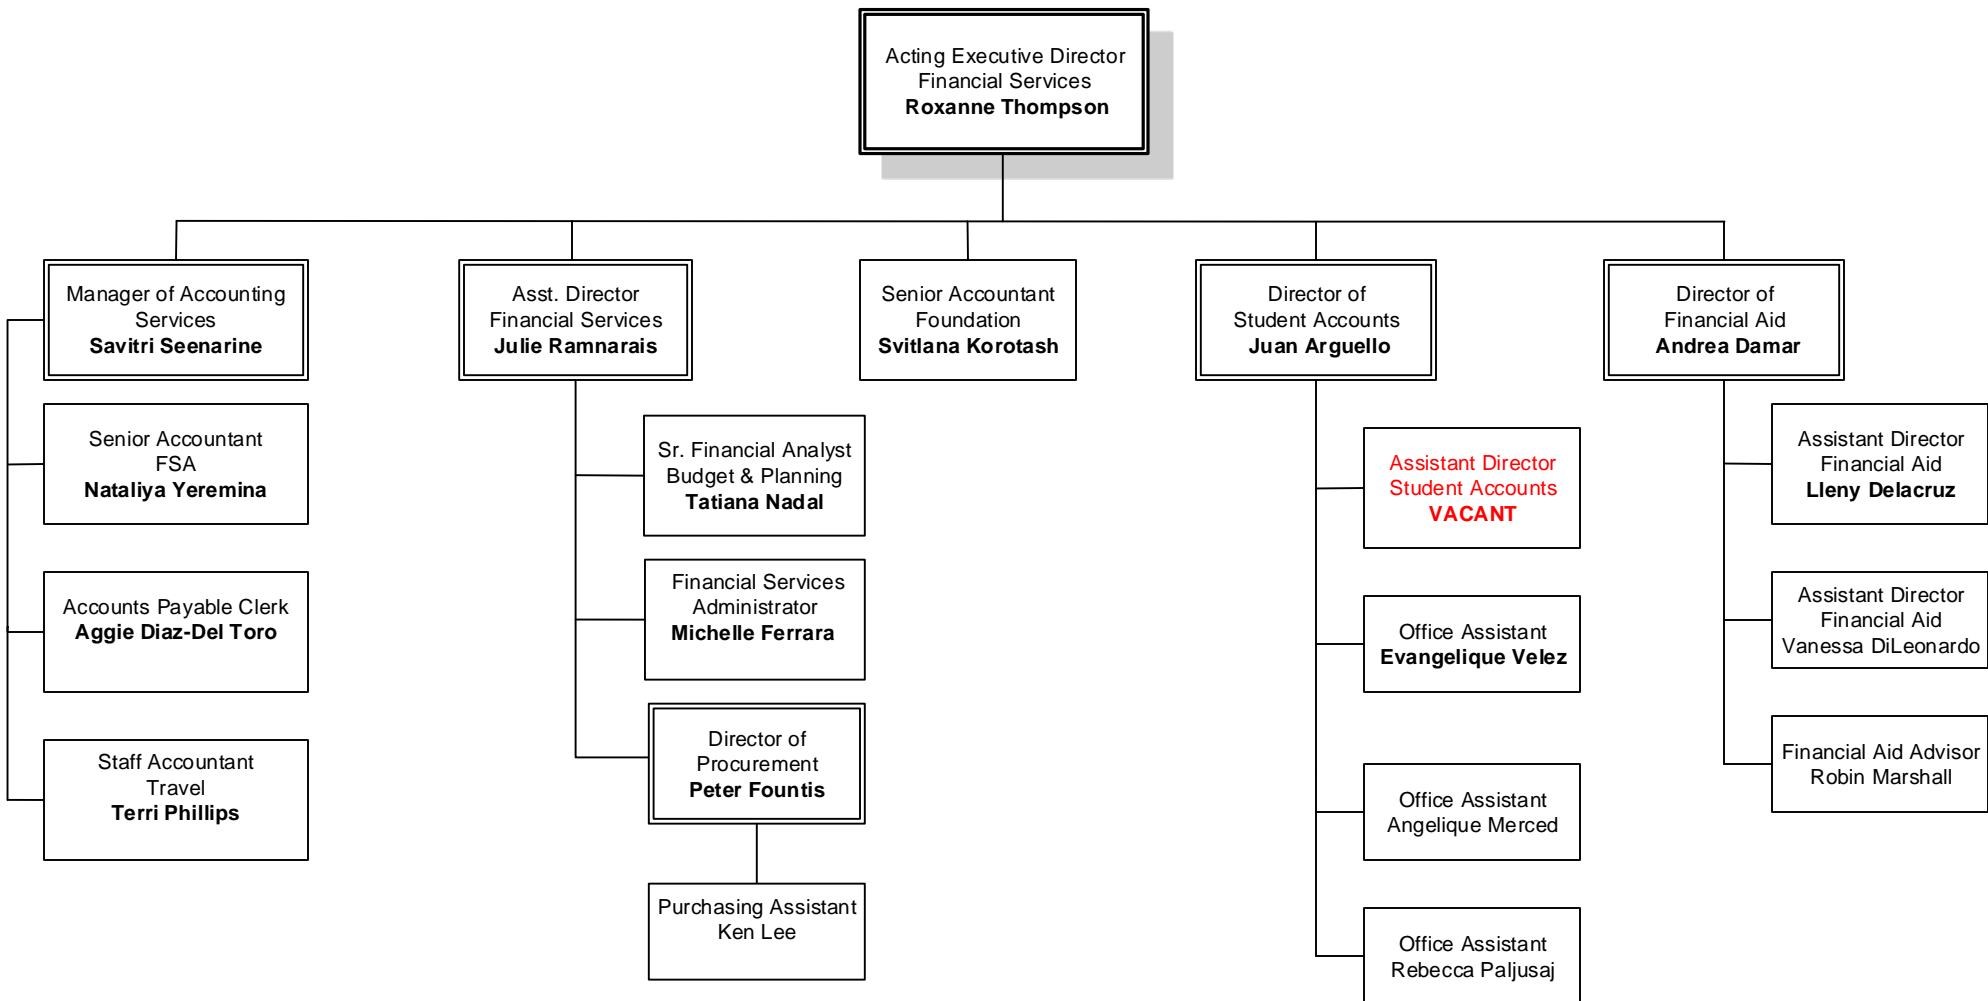 Acting Executive Director
Financial Services
Roxanne Thompson
Manager of Accounting
Services
Savitri Seenarine
Asst. Director
Financial Services
Julie Ramnarais
Senior Accountant
Foundation
Svitlana Korotash
Director of
Student Accounts
Juan Arguello
Director of
Financial Aid
Andrea Damar
Senior Accountant
FSA
Nataliya Yeremina
Accounts Payable Clerk
Aggie Diaz-Del Toro
Staff Accountant
Travel
Terri Phillips
Sr. Financial Analyst
Budget & Planning
Tatiana Nadal
Financial Services
Administrator
Michelle Ferrara
Director of
Procurement
Peter Fountis
Purchasing Assistant
Ken Lee
Assistant Director
Student Accounts
VACANT
Office Assistant
Evangelique Velez
Office Assistant
Angelique Merced
Office Assistant
Rebecca Paljusaj
Assistant Director
Financial Aid
Lleny Delacruz
Assistant Director
Financial Aid
Vanessa DiLeonardo
Financial Aid Advisor
Robin Marshall